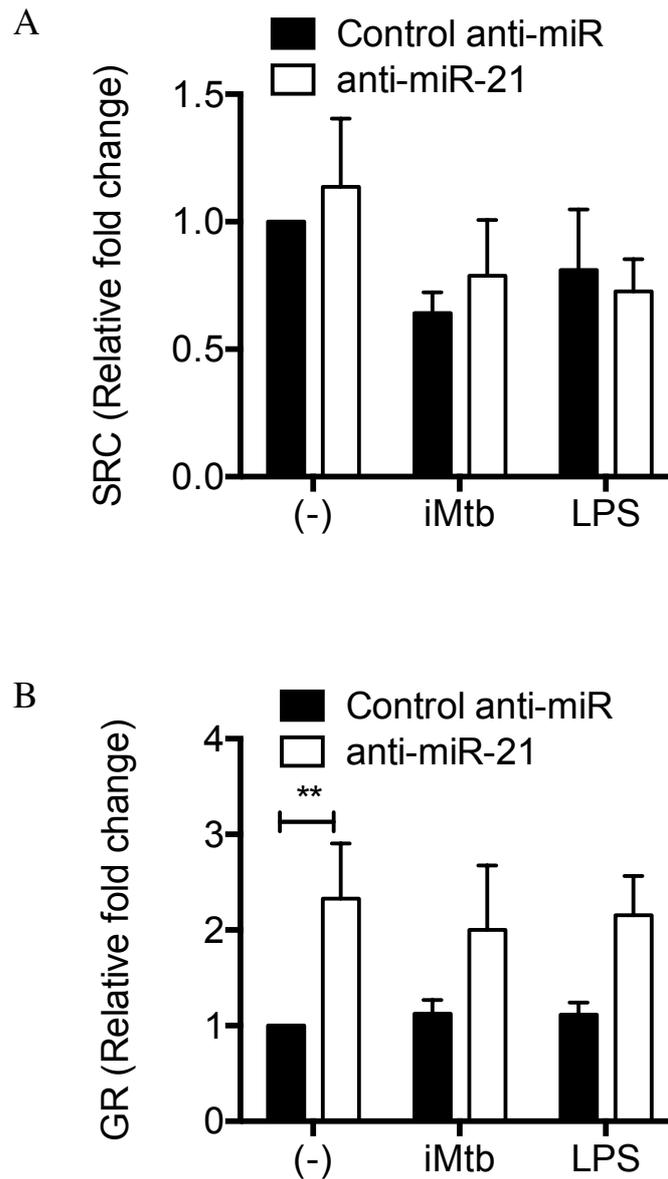 A
Control anti-miR
anti-miR-21
SRC (Relative fold change)
1.5
1.0
0.5
0.0
(-) iMtb LPS
B
Control anti-miR
anti-miR-21
GR (Relative fold change)
4
**
3
2
1
0
(-) iMtb LPS